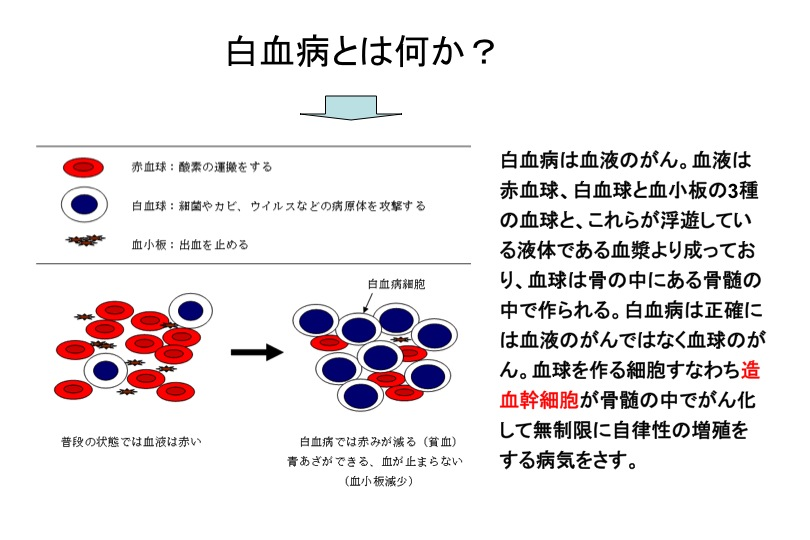 白血病とは何か？
赤血球：酸素の運搬をする
白血球：細菌やカビ、ウイルスなどの病原体を攻撃する
血小板：出血を止める
白血病細胞
普段の状態では血液は赤い
白血病では赤みが減る（貧血）
青あざができる、血が止まらない
（血小板減少）
白血病は血液のがん。血液は
赤血球、白血球と血小板の3種
の血球と、これらが浮遊してい
る液体である血漿より成ってお
り、血球は骨の中にある骨髄の
中で作られる。白血病は正確に
は血液のがんではなく血球のが
ん。血球を作る細胞すなわち造
血幹細胞が骨髄の中でがん化
して無制限に自律性の増殖を
する病気をさす。